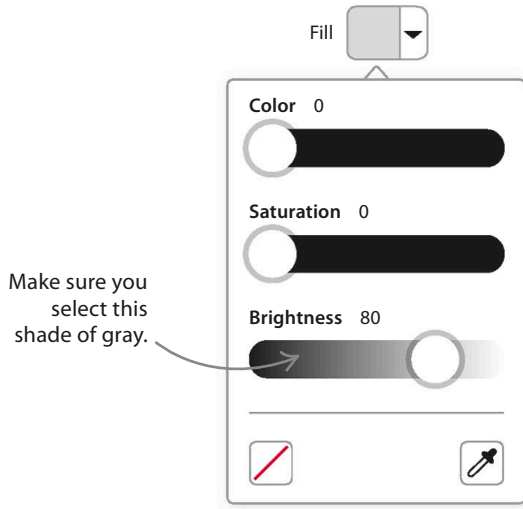 Fill
Color 0
Saturation 0
Make sure you
select this
shade of gray.
Brightness 80